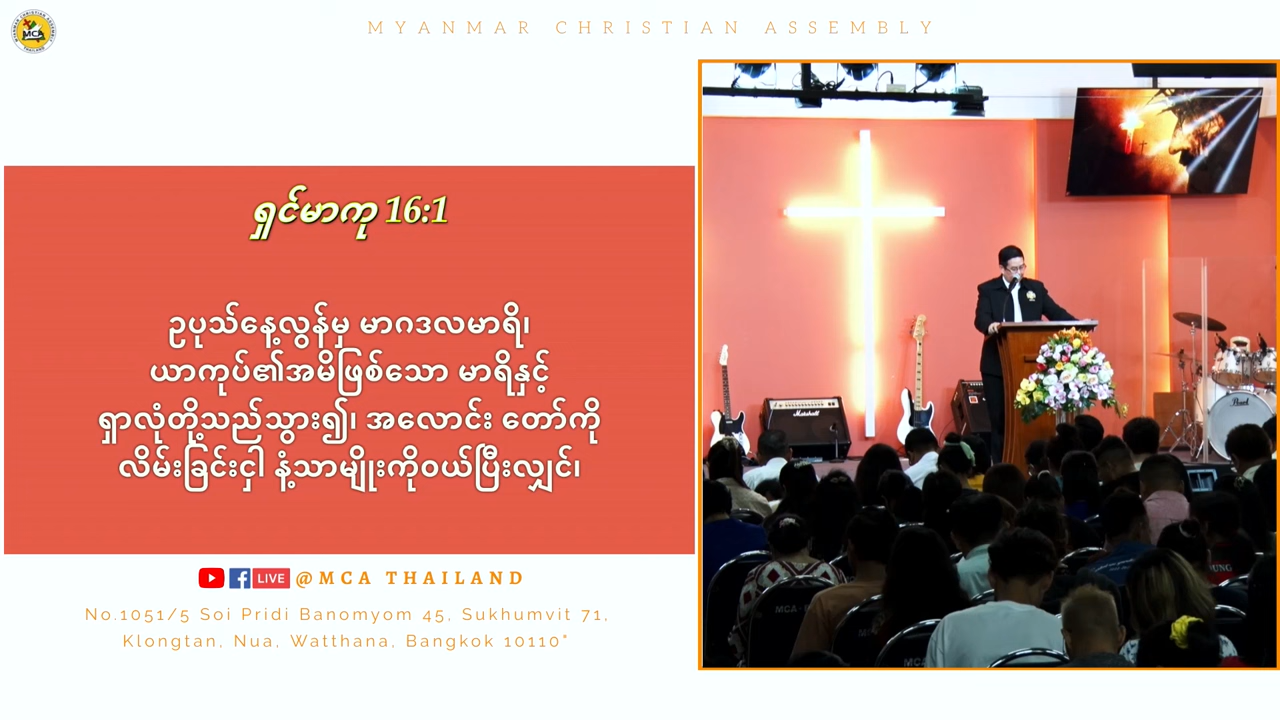 MYANMAR CHRISTIAN ASSEMBLY
MCA
ရှင်မာကု 16:1
ဥပုသ်နေ့လွန်မှ မာဂဒလမာရိ၊
ယာကုပ်၏အမိဖြစ်သော မာရိနှင့်
ရှာလုံတို့သည်သွား၍၊ အလောင်း တော်ကို
လိမ်းခြင်းငှါ နံ့သာမျိုးကိုဝယ်ပြီးလျှင်၊
LIVE @MCA THAILAND
No.1051/5 Soi Pridi Banomyom 45, Sukhumvit 71,
Klongtan, Nua, Watthana, Bangkok 10110"
Marshall
Pearl